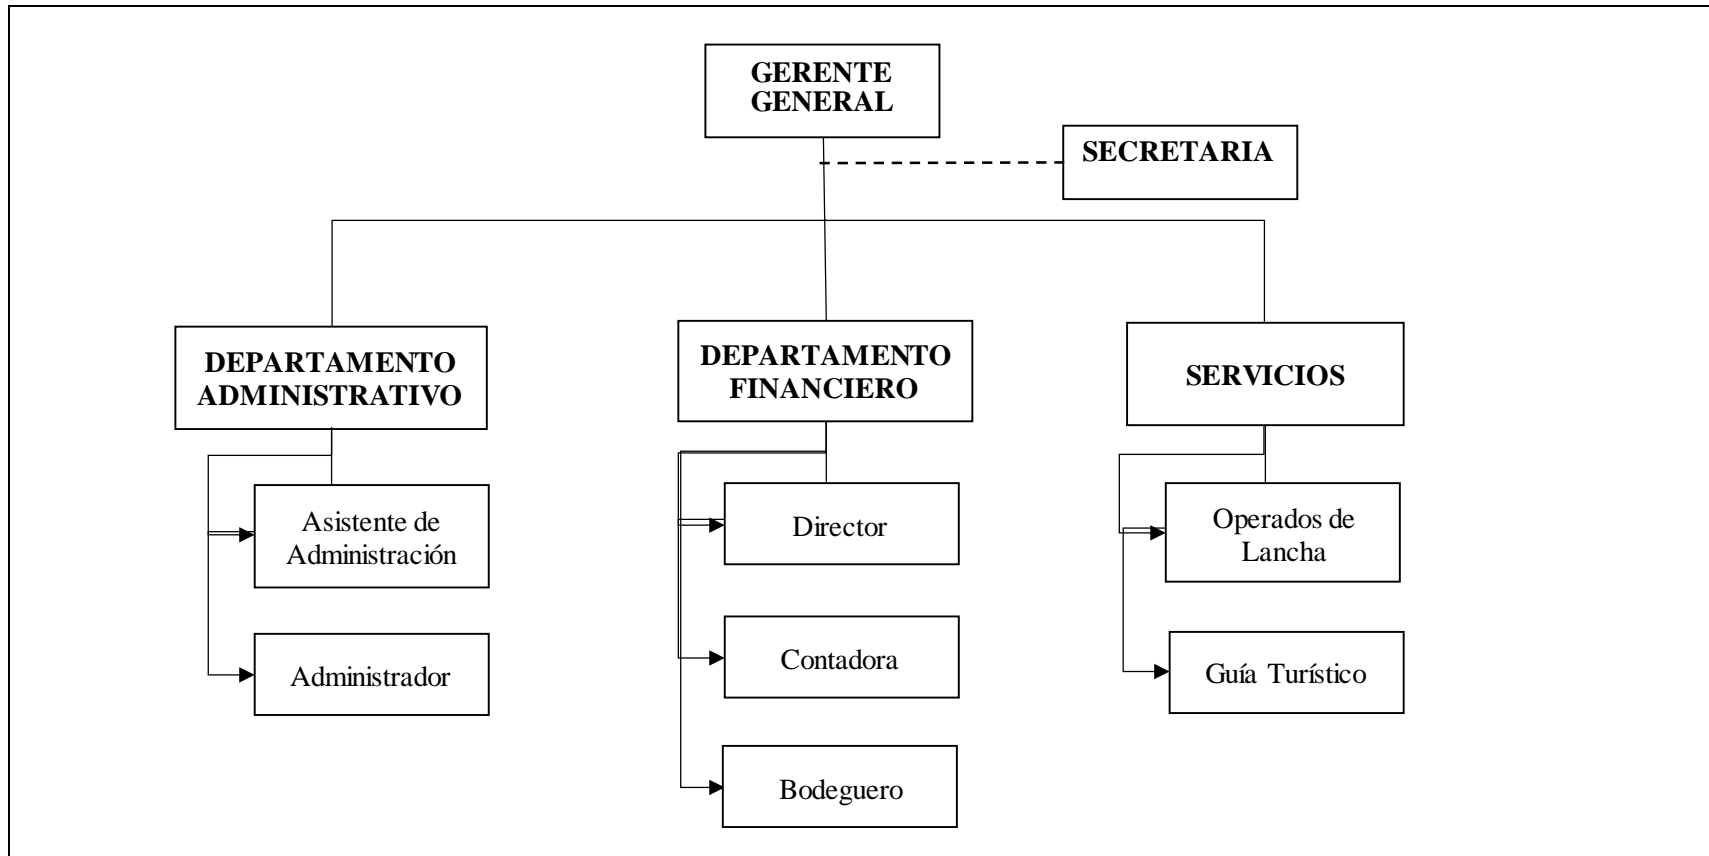 GERENTE
GENERAL
SECRETARIA
DEPARTAMENTO
ADMINISTRATIVO
DEPARTAMENTO
FINANCIERO
SERVICIOS
Asistente de
Administración
Director
Operados de
Lancha
Administrador
Contadora
Guía Turístico
Bodeguero